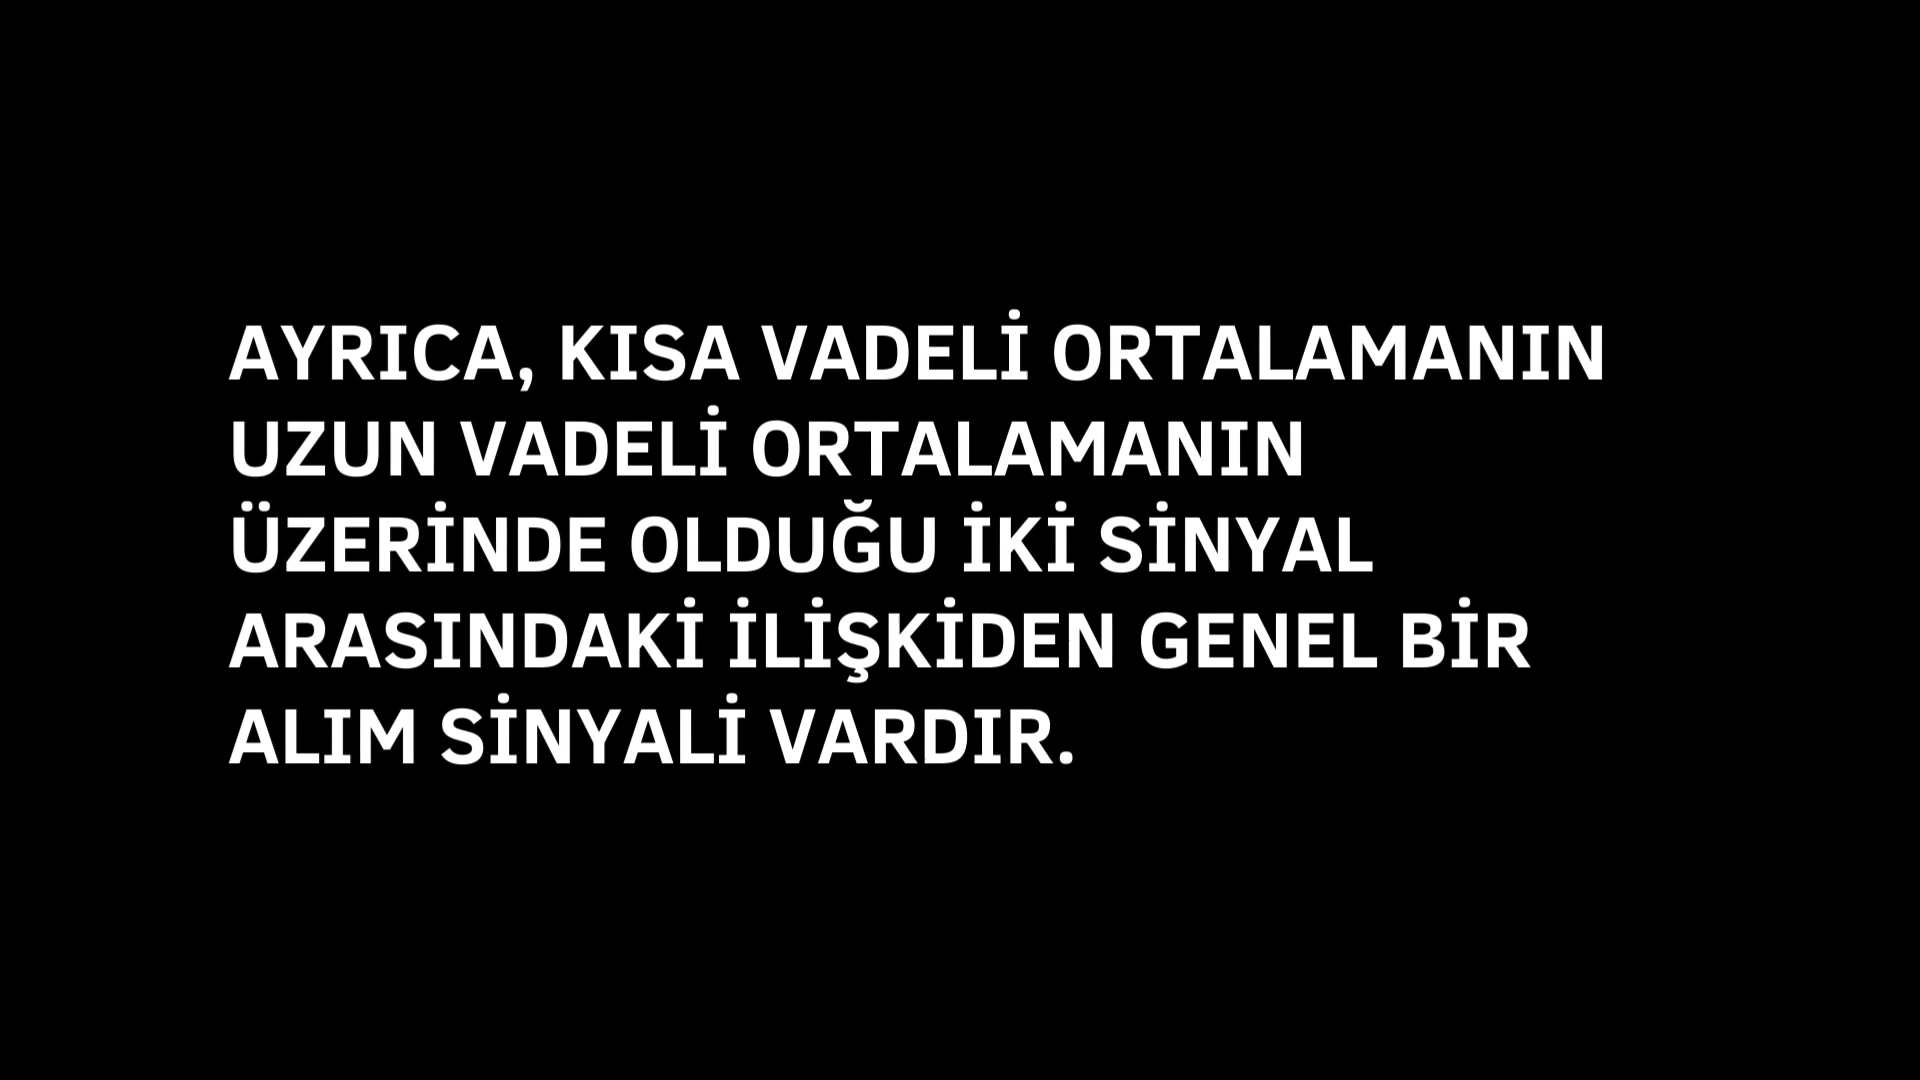 AYRICA, KISA VADELİ ORTALAMANIN
UZUN VADELİ ORTALAMANIN
ÜZERİNDE OLDUĞU İKİ SİNYAL
ARASINDAKİ İLİŞKİDEN GENEL BİR
ALIM SİNYALİ VARDIR.